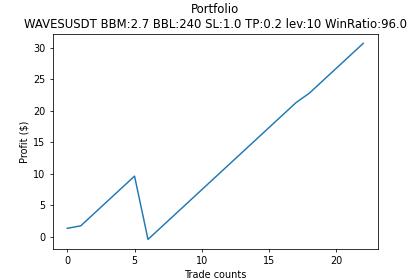 Portfolio
WAVESUSDT BBM:2.7 BBL:240 SL:1.0 TP:0.2 lev:10 WinRatio:96.0
30
25
20
15
10
5
0
Profit ($)
0 5 10 15 20
Trade counts